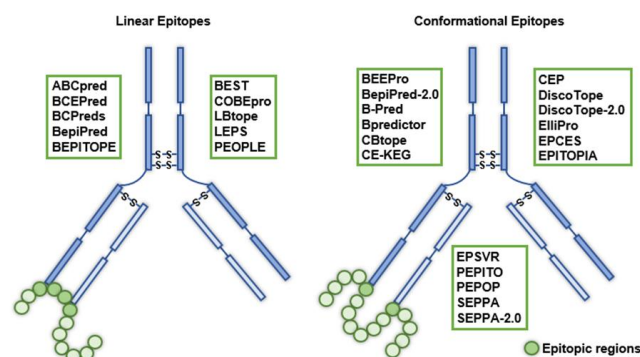 Linear Epitopes
ABCpred
BCEPred
BCPreds
BepiPred
BEPITOPE
BEST
COBEpro
LBtope
LEPS
PEOPLE
-S-S-
-S-S-
-S-S-
-S-S-
Conformational Epitopes
BEEPro
BepiPred-2.0
B-Pred
Bpredictor
CBtope
CE-KEG
CEP
DiscoTope
DiscoTope-2.0
ElliPro
EPCES
EPITOPIA
-S-S-
-S-S-
-S-S-
-S-S-
EPSVR
PEPITO
PEPOP
SEPPA
SEPPA-2.0
Epitopic regions